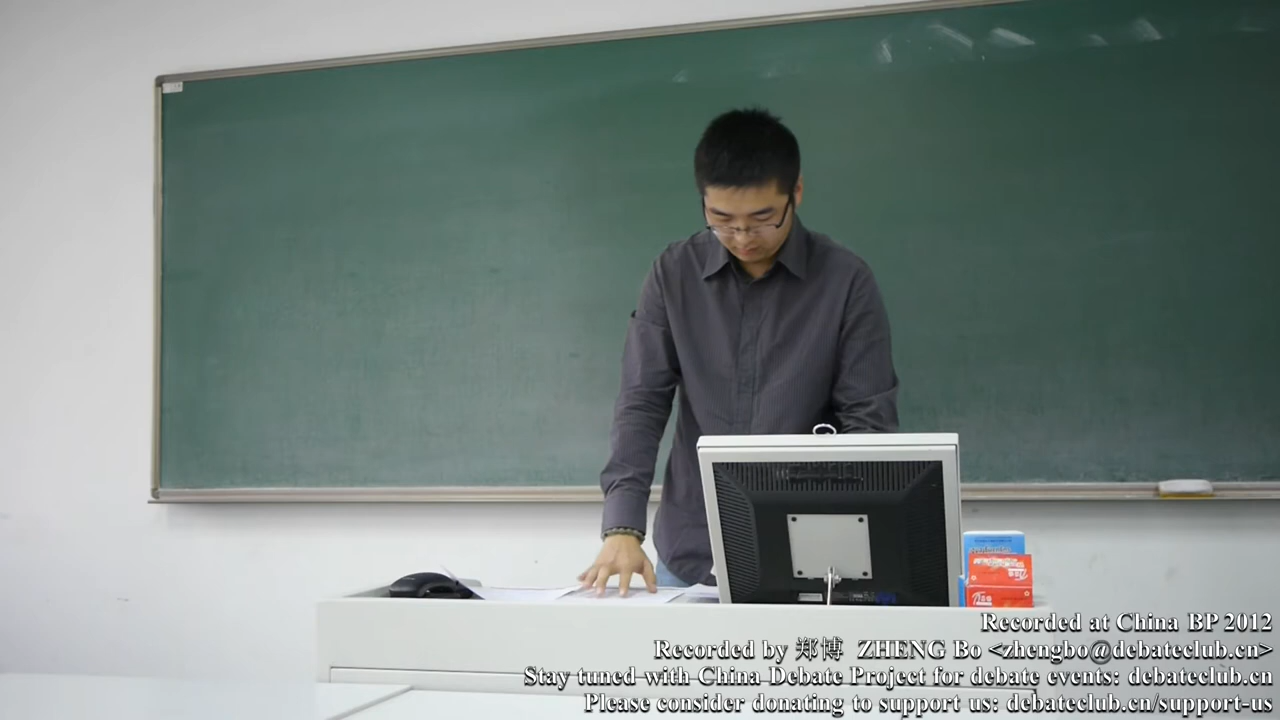 Recorded at China BP 2012
Recorded by 郑博 ZHENG Bo <zhengbo@debateclub.cn>
Stay tuned with China Debate Project for debate events: debateclub.cn
Please consider donating to support us: debateclub.cn/support-us